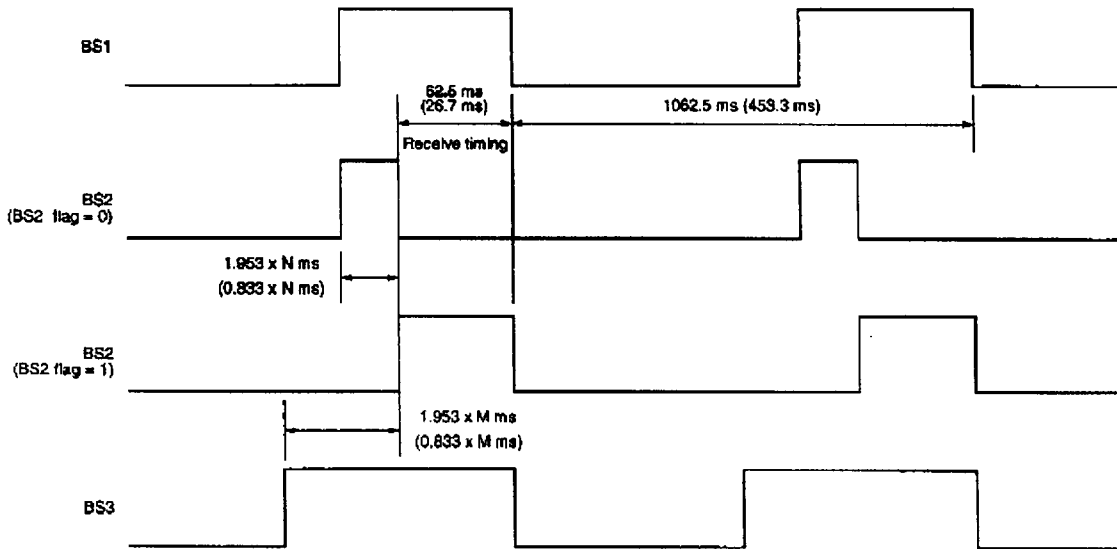 BS1
62.5 ms
(26.7 ms)
1062.5 ms (453.3 ms)
Receive timing
BS2
(BS2 flag = 0)
1.953 x N ms
(0.833 x N ms)
BS2
(BS2 flag = 1)
1.953 x M ms
(0.833 x M ms)
BS3